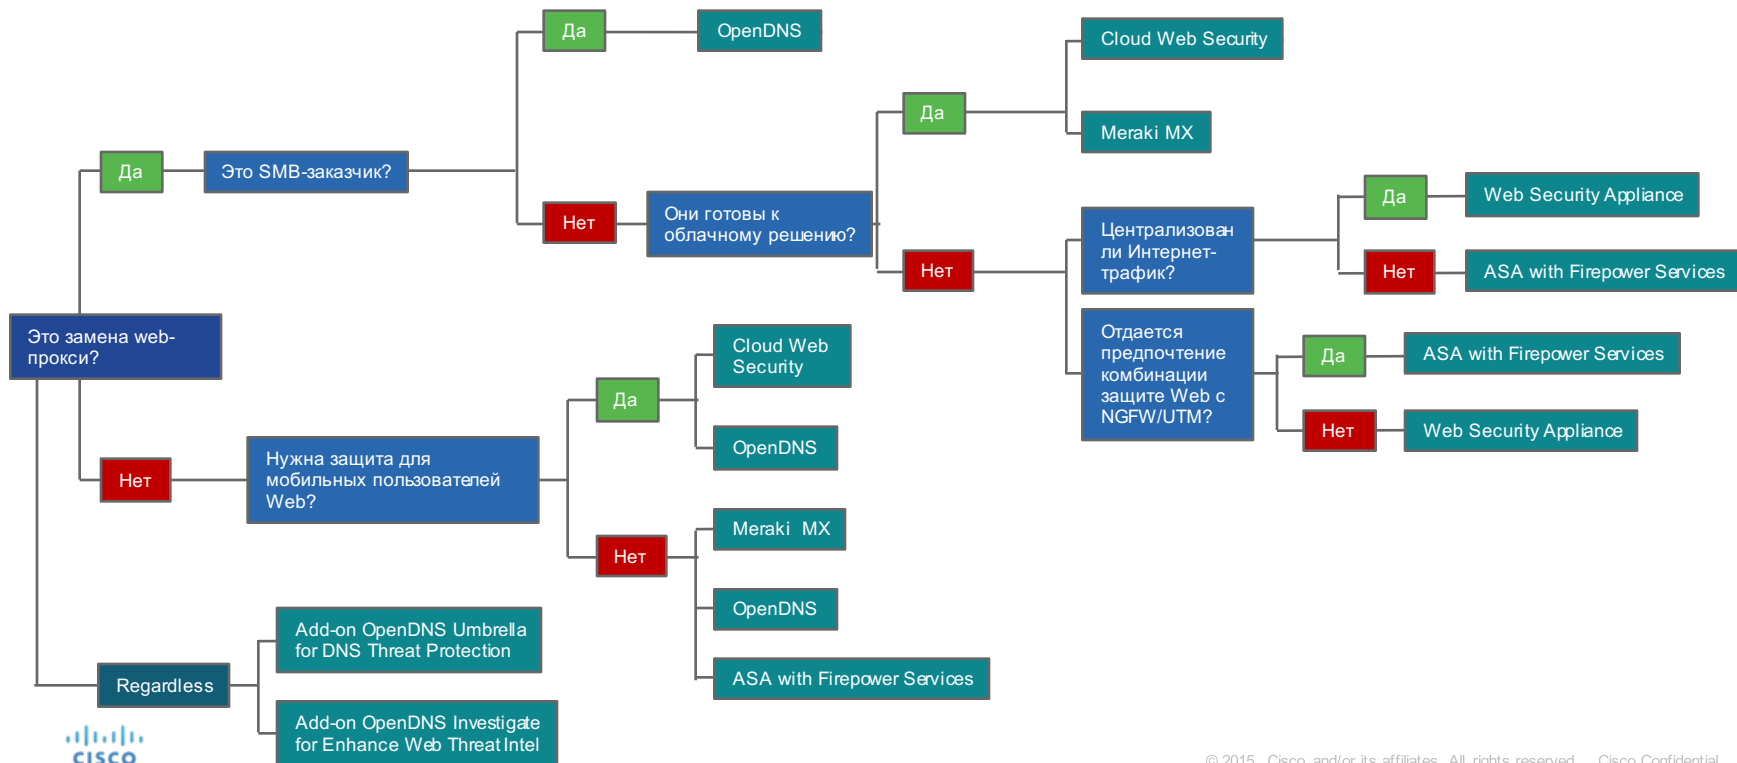 Да
OpenDNS
Cloud Web Security
Да
Meraki MX
Да
Это SMB-заказчик?
Нет
Они готовы к
облачному решению?
Да
Web Security Appliance
Централизован
ли Интернет-
трафик?
Нет
Нет
ASA with Firepower Services
Это замена web-
прокси?
Cloud Web
Security
Отдается
предпочтение
комбинации
защите Web с
NGFW/UTM?
Да
ASA with Firepower Services
Да
Нет
Web Security Appliance
OpenDNS
Нет
Нужна защита для
мобильных пользователей
Web?
Meraki MX
Нет
OpenDNS
Add-on OpenDNS Umbrella
for DNS Threat Protection
ASA with Firepower Services
Regardless
Add-on OpenDNS Investigate
for Enhance Web Threat Intel
CISCO
© 2015 Cisco and/or its affiliates. All rights reserved. Cisco Confidential